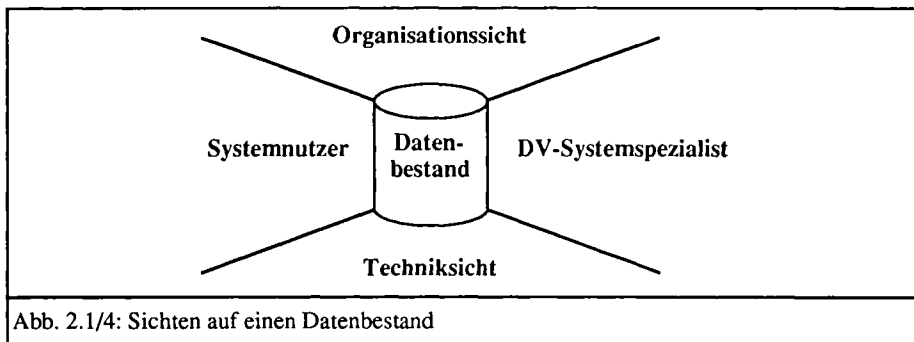 Organisationssicht
Systemnutzer
Daten-
bestand
DV-Systemspezialist
Techniksicht
Abb. 2.1/4: Sichten auf einen Datenbestand